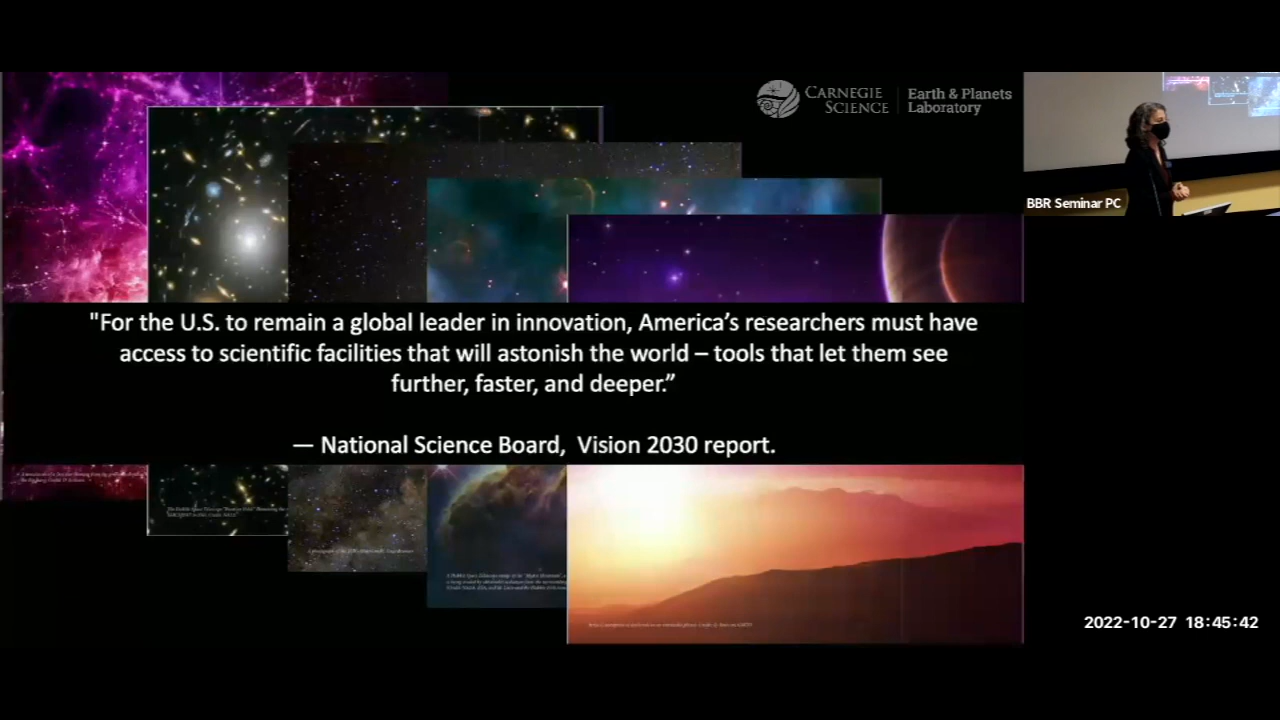 CARNEGIE
SCIENCE
Earth & Planets
Laboratory
BBR Seminar PC
"For the U.S. to remain a global leader in innovation, America’s researchers must have
access to scientific facilities that will astonish the world – tools that let them see
further, faster, and deeper.”
— National Science Board, Vision 2030 report.
2022-10-27 18:45:42